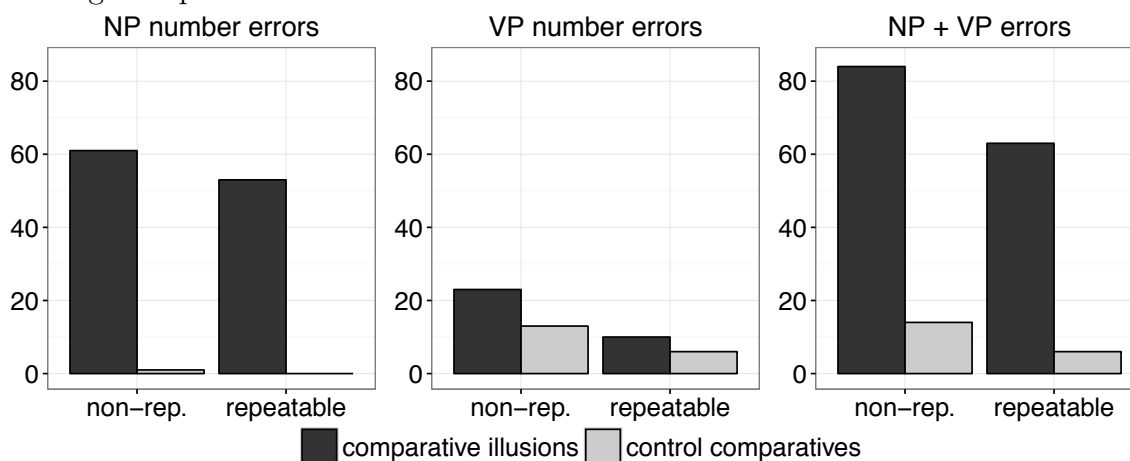 NP number errors
VP number errors
NP + VP errors
80
60
40
20
0
non−rep.
repeatable
80
60
40
20
0
non−rep.
repeatable
80
60
40
20
0
non−rep.
repeatable
comparative illusions
control comparatives